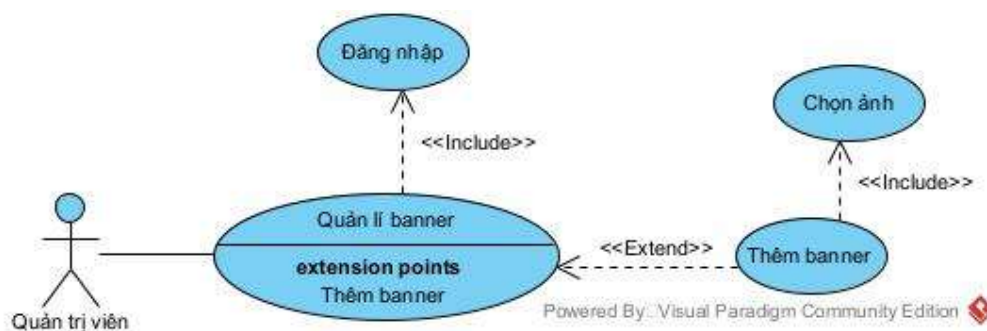 Đăng nhập
Chọn ảnh
<<Include>>
<<Include>>
Quản lí banner
<<Extend>>
Thêm banner
extension points
Thêm banner
Powered By: Visual Paradigm Community Edition
Quản trị viên